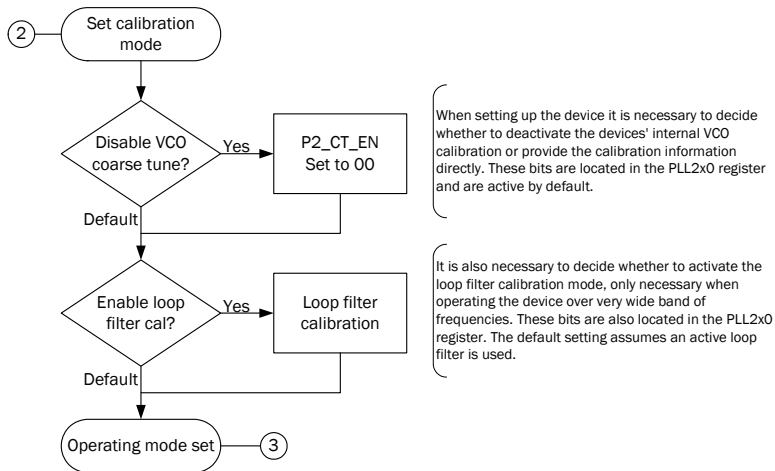 2
Set calibration
mode
Disable VCO
coarse tune?
Yes
P2_CT_EN
Set to 00
When setting up the device it is necessary to decide
whether to deactivate the devices' internal VCO
calibration or provide the calibration information
directly. These bits are located in the PLL2x0 register
and are active by default.
Default
Enable loop
filter cal?
Yes
Loop filter
calibration
It is also necessary to decide whether to activate the
loop filter calibration mode, only necessary when
operating the device over very wide band of
frequencies. These bits are also located in the PLL2x0
register. The default setting assumes an active loop
filter is used.
Default
Operating mode set
3